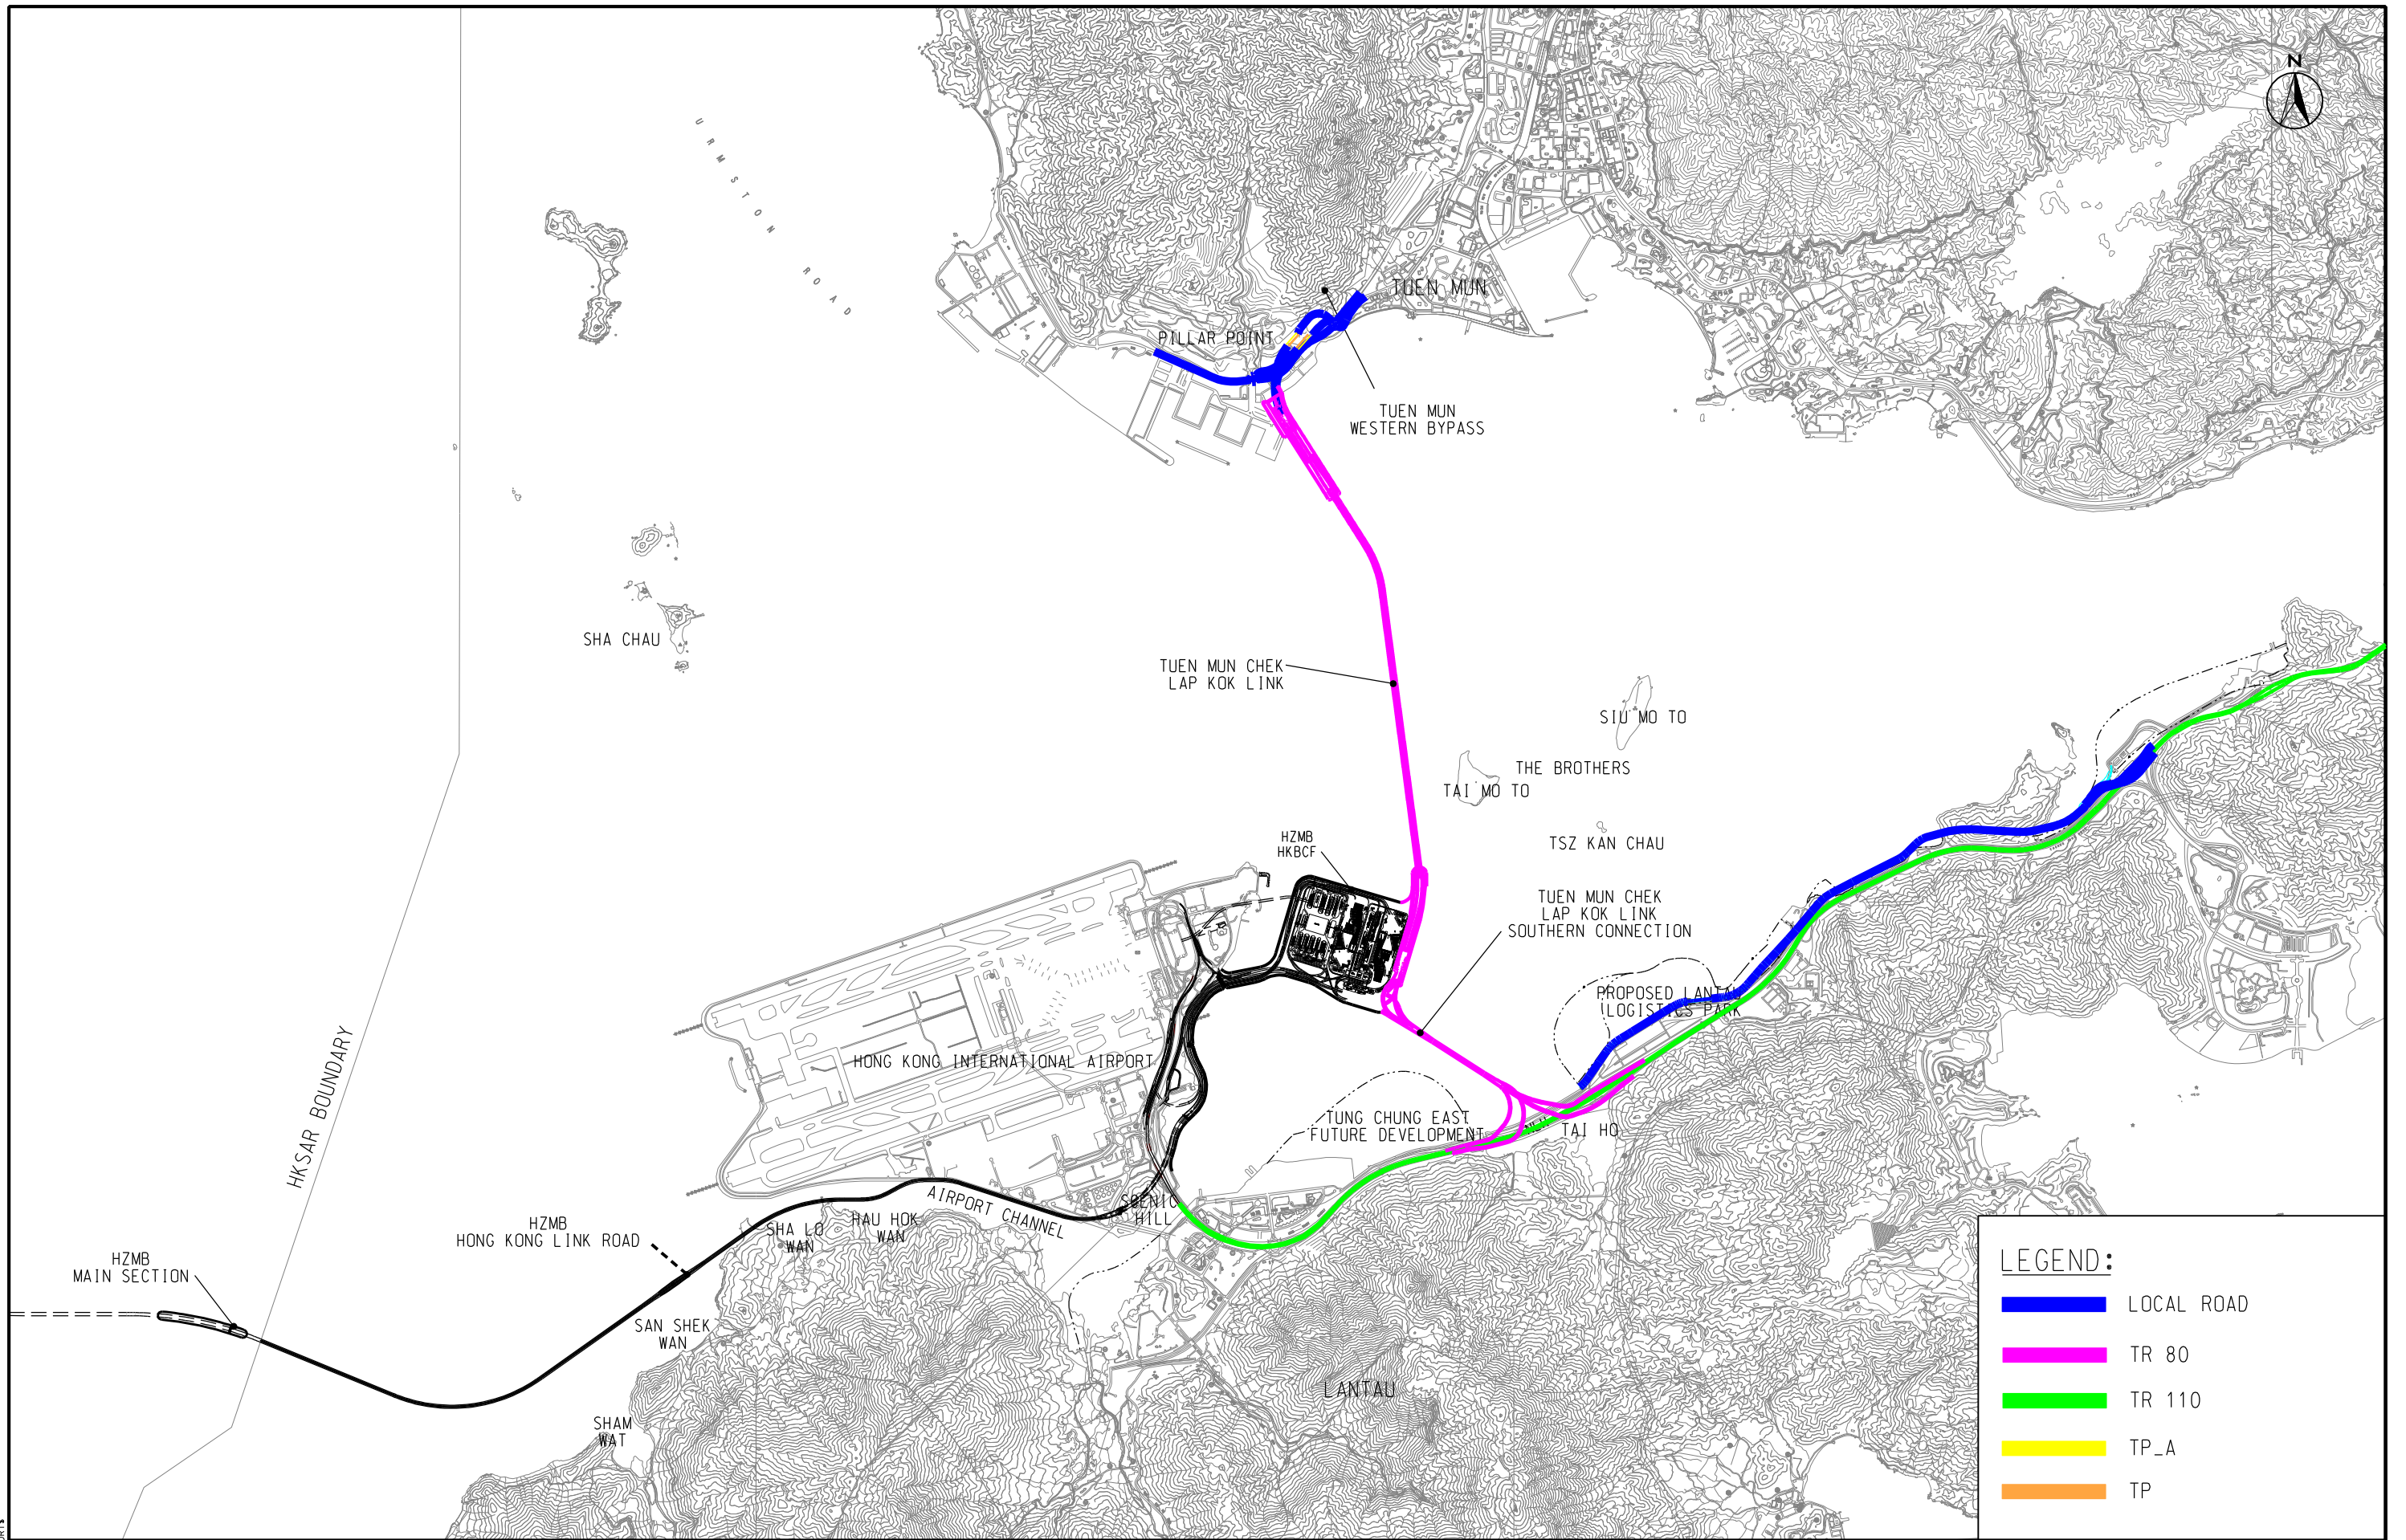 N
URMSTON ROAD
TUEN MUN
PILLAR POINT
TUEN MUN
WESTERN BYPASS
SHA CHAU
TUEN MUN CHEK
LAP KOK LINK
SIU MO TO
THE BROTHERS
TAI MO TO
HZMB
HKBCF
TSZ KAN CHAU
TUEN MUN CHEK
LAP KOK LINK
SOUTHERN CONNECTION
PROPOSED LANTAU
LOGISTICS PARK
HONG KONG INTERNATIONAL AIRPORT
HKSAR BOUNDARY
TUNG CHUNG EAST
FUTURE DEVELOPMENT
TAI HO
AIRPORT CHANNEL
SCENIC
HILL
HZMB
HONG KONG LINK ROAD
SHA LO
WAN
HAU HOK
WAN
HZMB
MAIN SECTION
SAN SHEK
WAN
LANTAU
SHAM
WAT
LEGEND:
LOCAL ROAD
TR 80
TR 110
TP_A
TP